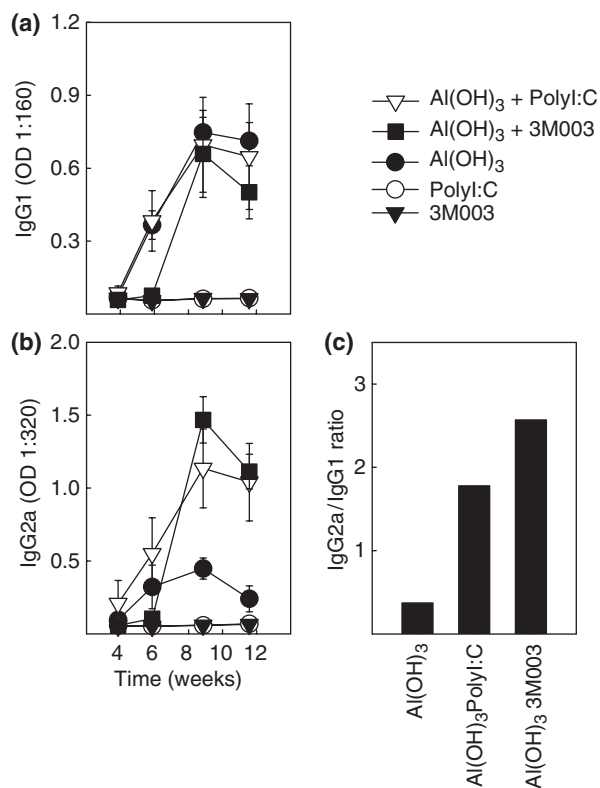 (a)
1.2
0.9
0.6
0.3
IgG1 (OD 1:160)
Al(OH)3 + PolyI:C
Al(OH)3 + 3M003
Al(OH)3
PolyI:C
3M003
(b)
2.0
1.5
1.0
0.5
IgG2a (OD 1:320)
4 6 8 10 12
Time (weeks)
(c)
3
2
1
IgG2a/IgG1 ratio
Al(OH)3
Al(OH)3PolyI:C
Al(OH)3 3M003